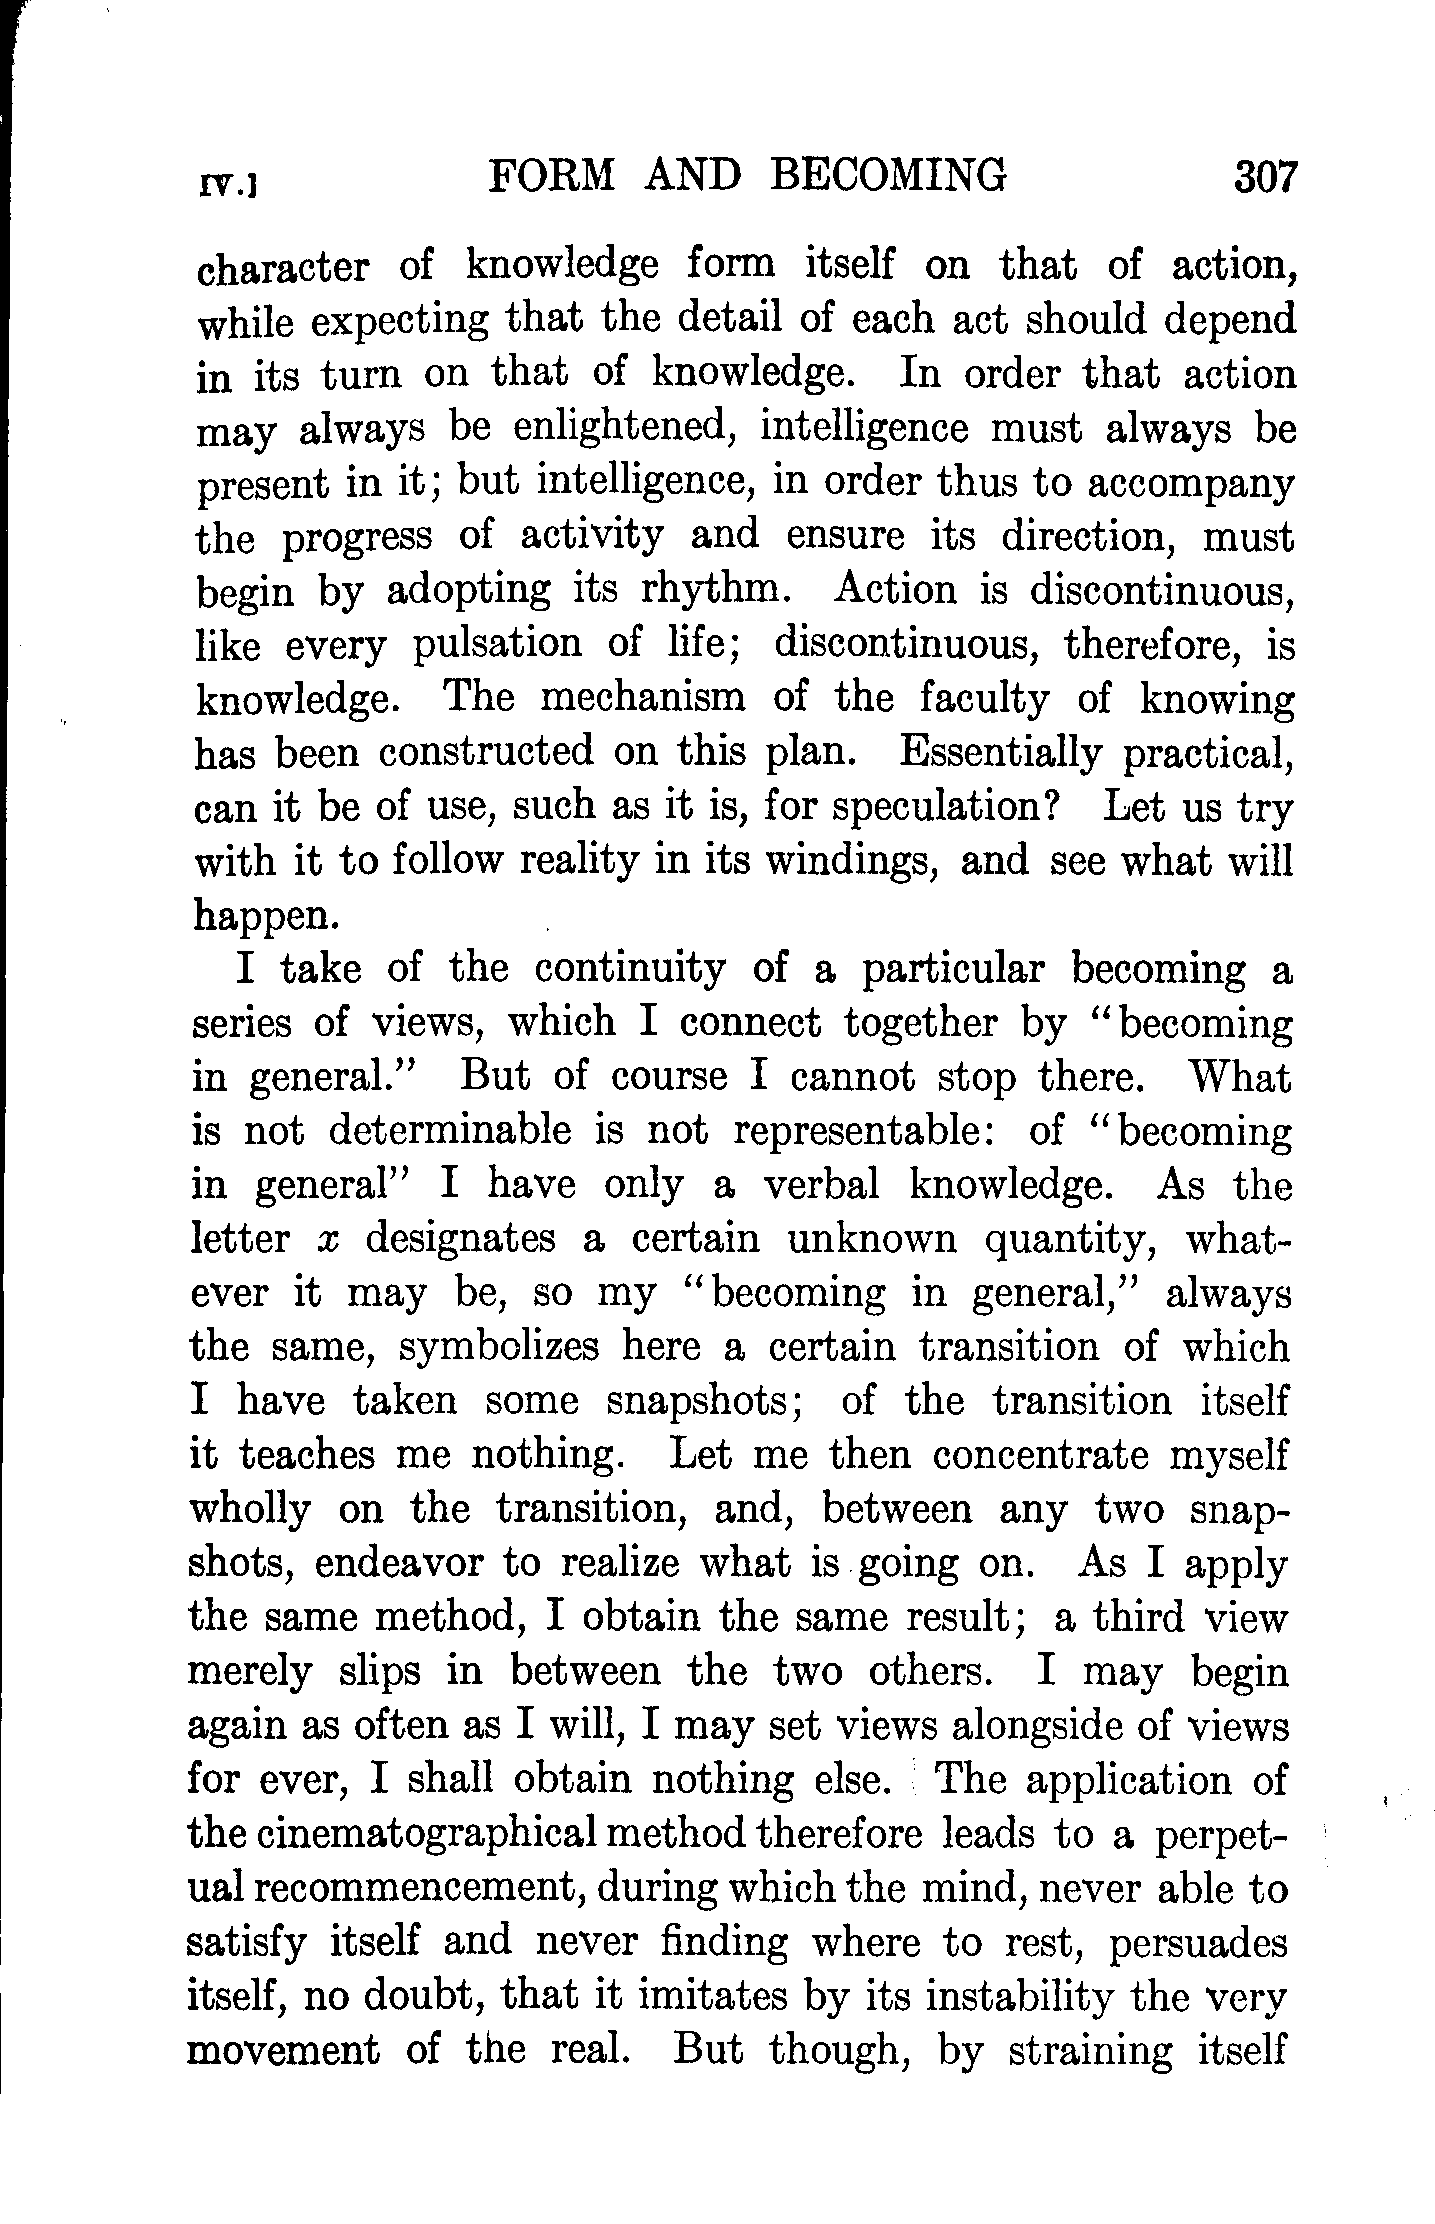 IV.] FORM AND BECOMING 307
character of knowledge form itself on that of action,
while expecting that the detail of each act should depend
in its turn on that of knowledge. In order that action
may always be enlightened, intelligence must always be
present in it; but intelligence, in order thus to accompany
the progress of activity and ensure its direction, must
begin by adopting its rhythm. Action is discontinuous,
like every pulsation of life; discontinuous, therefore, is
knowledge. The mechanism of the faculty of knowing
has been constructed on this plan. Essentially practical,
can it be of use, such as it is, for speculation? Let us try
with it to follow reality in its windings, and see what will
happen.
I take of the continuity of a particular becoming a
series of views, which I connect together by "becoming
in general." But of course I cannot stop there. What
is not determinable is not representable: of "becoming
in general" I have only a verbal knowledge. As the
letter x designates a certain unknown quantity, what-
ever it may be, so my "becoming in general," always
the same, symbolizes here a certain transition of which
I have taken some snapshots; of the transition itself
it teaches me nothing. Let me then concentrate myself
wholly on the transition, and, between any two snap-
shots, endeavor to realize what is going on. As I apply
the same method, I obtain the same result; a third view
merely slips in between the two others. I may begin
again as often as I will, I may set views alongside of views
for ever, I shall obtain nothing else. The application of
the cinematographical method therefore leads to a perpet-
ual recommencement, during which the mind, never able to
satisfy itself and never finding where to rest, persuades
itself, no doubt, that it imitates by its instability the very
movement of the real. But though, by straining itself